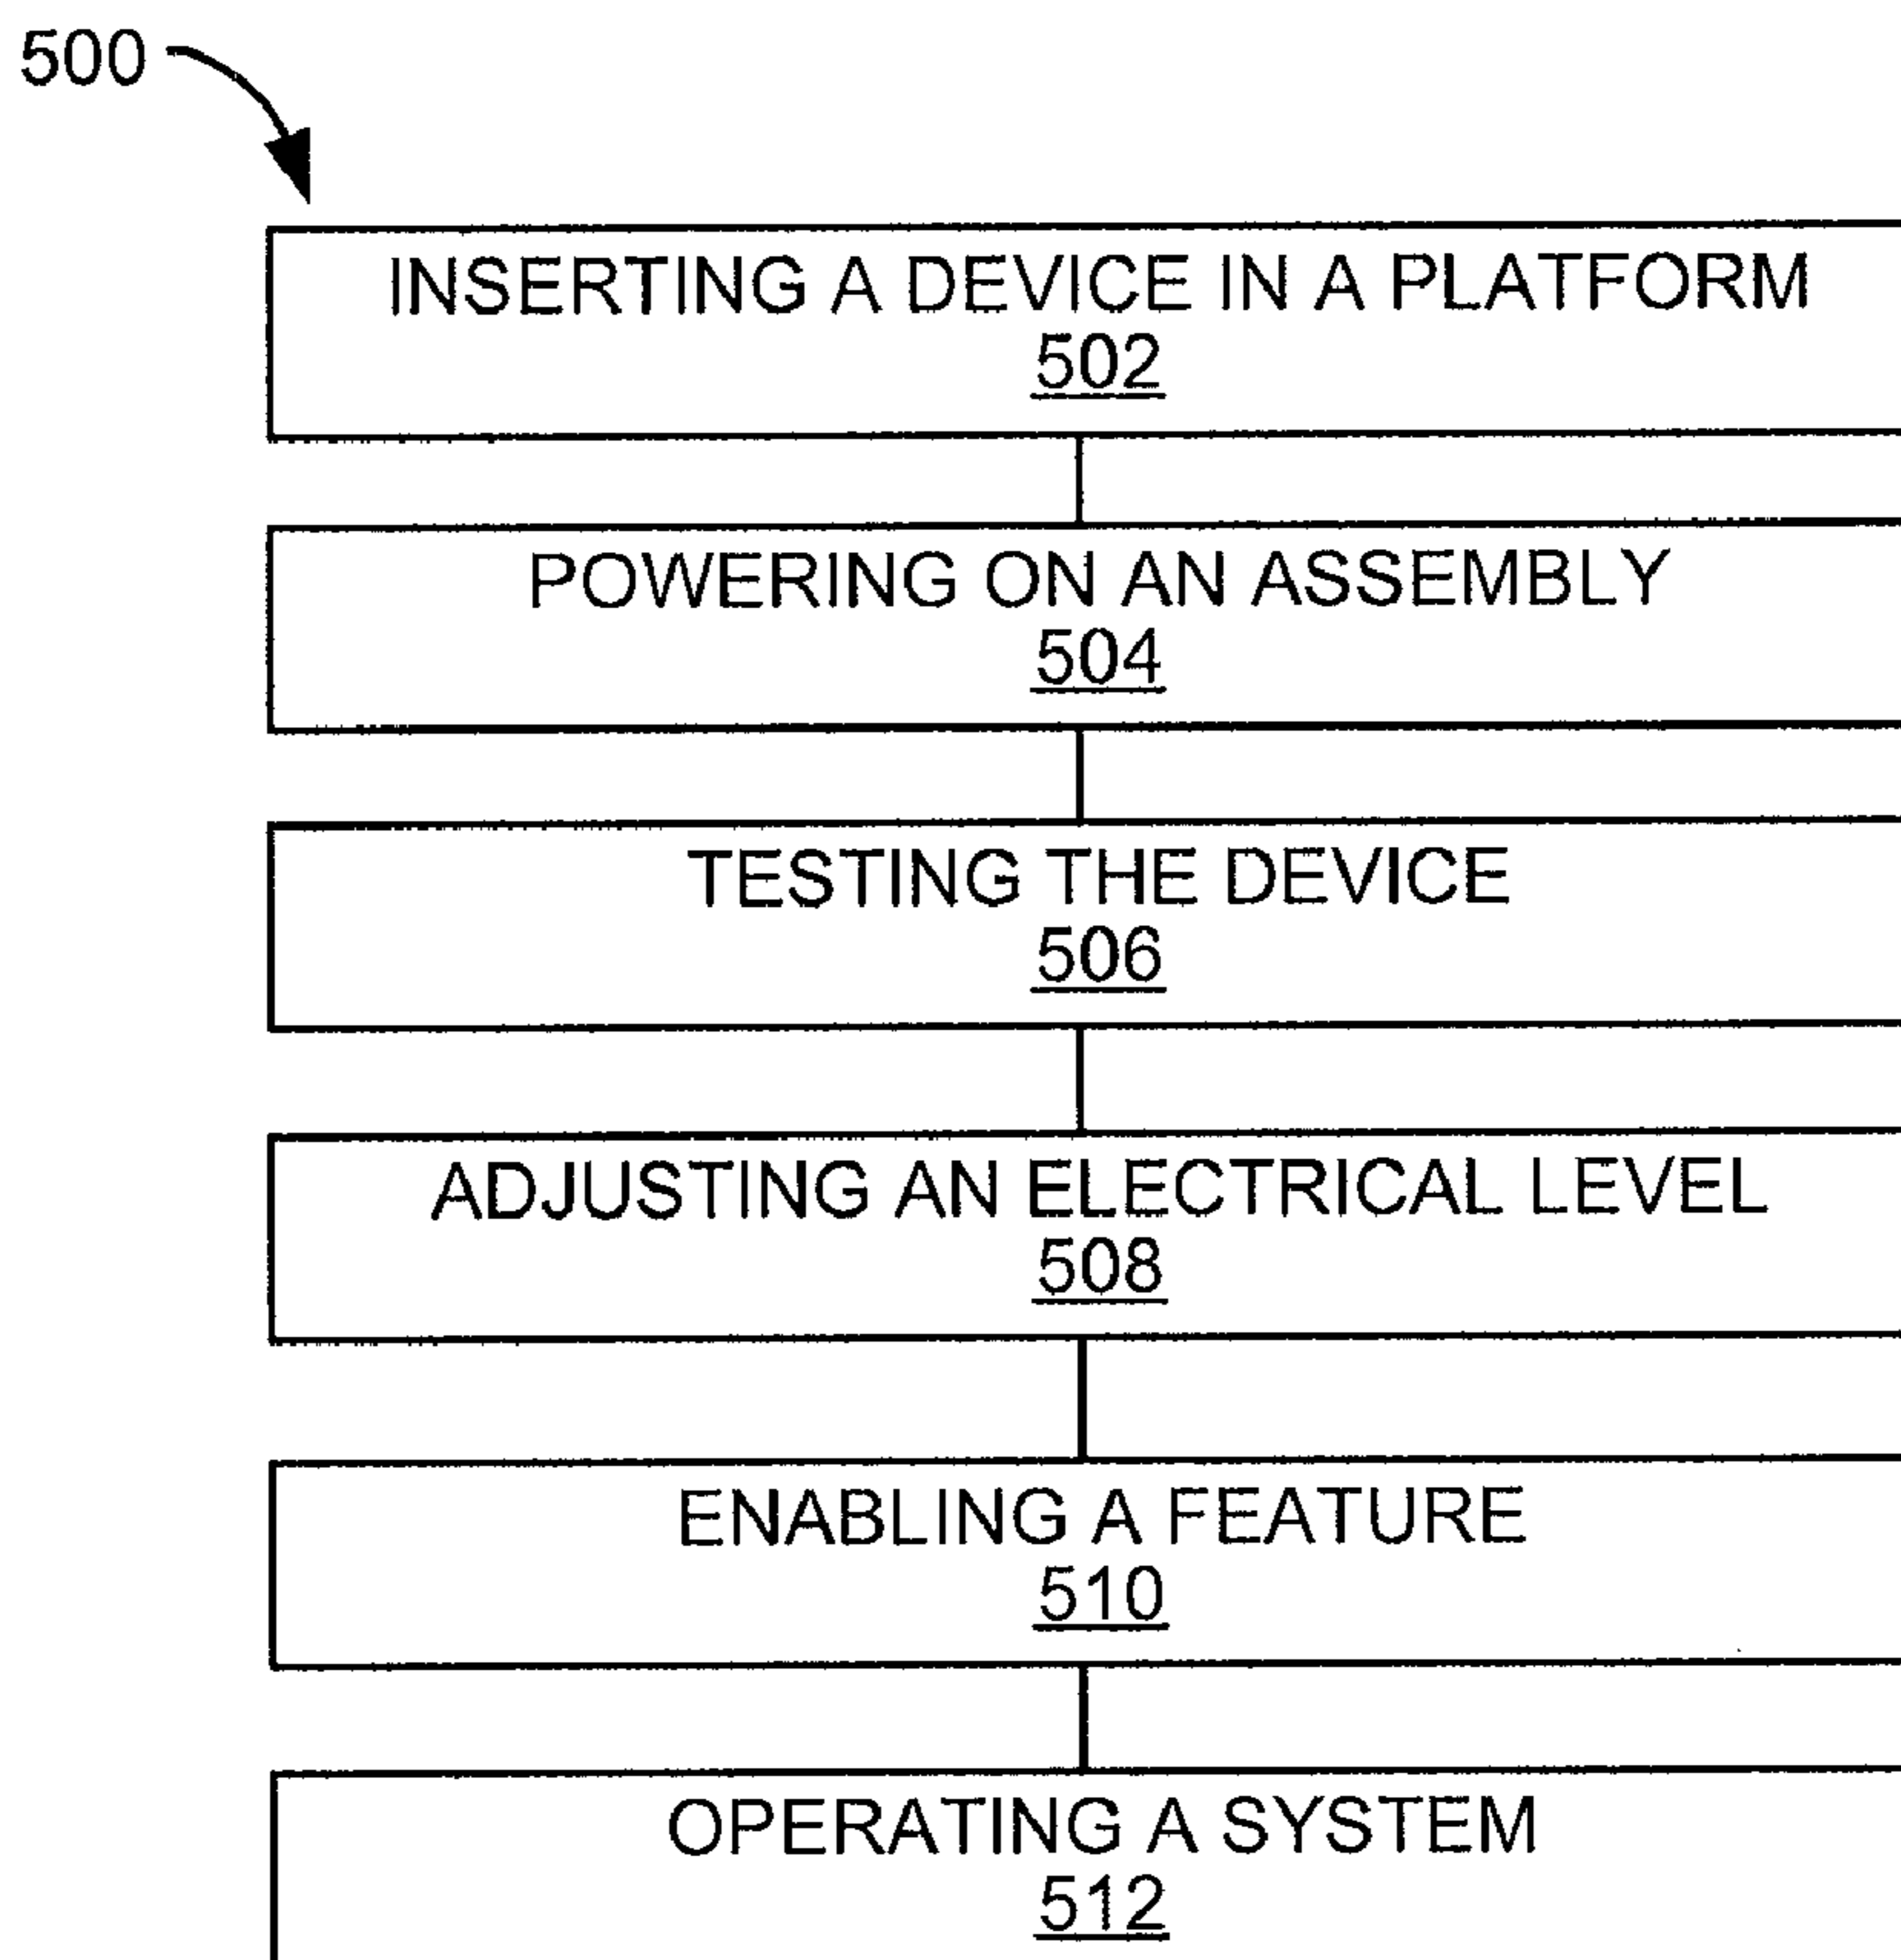 500
INSERTING A DEVICE IN A PLATFORM
502
POWERING ON AN ASSEMBLY
504
TESTING THE DEVICE
506
ADJUSTING AN ELECTRICAL LEVEL
508
ENABLING A FEATURE
510
OPERATING A SYSTEM
512